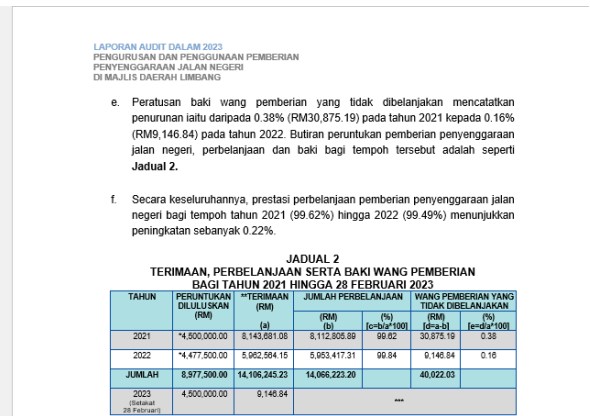 LAPORAN AUDIT DALAM 2023
PENGURUSAN DAN PENGGUNAAN PEMBERIAN
PENYENGGARAAN JALAN NEGERI
DI MAJLIS DAERAH LIMBANG
e. Peratusan baki wang pemberian yang tidak dibelanjakan mencatatkan
penurunan iaitu daripada 0.38% (RM30,875.19) pada tahun 2021 kepada 0.16%
(RM9,146.84) pada tahun 2022. Butiran peruntukan pemberian penyenggaraan
jalan negeri, perbelanjaan dan baki bagi tempoh tersebut adalah seperti
Jadual 2.
f. Secara keseluruhannya, prestasi perbelanjaan pemberian penyenggaraan jalan
negeri bagi tempoh tahun 2021 (99.62%) hingga 2022 (99.49%) menunjukkan
peningkatan sebanyak 0.22%.
JADUAL 2
TERIMAAN, PERBELANJAAN SERTA BAKI WANG PEMBERIAN
BAGI TAHUN 2021 HINGGA 28 FEBRUARI 2023
TAHUN PERUNTUKAN **TERIMAAN JUMLAH PERBELANJAAN WANG PEMBERIAN YANG
DILULUSKAN (RM) TIDAK DIBELANJAKAN
(RM) (RM) (%) (RM) (%)
(a) (b) [c=b/a*100] [d=a-b] [e=d/a*100]
2021 *4,500,000.00 8,143,681.08 8,112,805.89 99.62 30,875.19 0.38
2022 *4,477,500.00 5,962,564.15 5,953,417.31 99.84 9,146.84 0.16
JUMLAH 8,977,500.00 14,106,245.23 14,066,223.20 40,022.03
2023 4,500,000.00 9,146.84 ***
(Setakat
28 Februari)